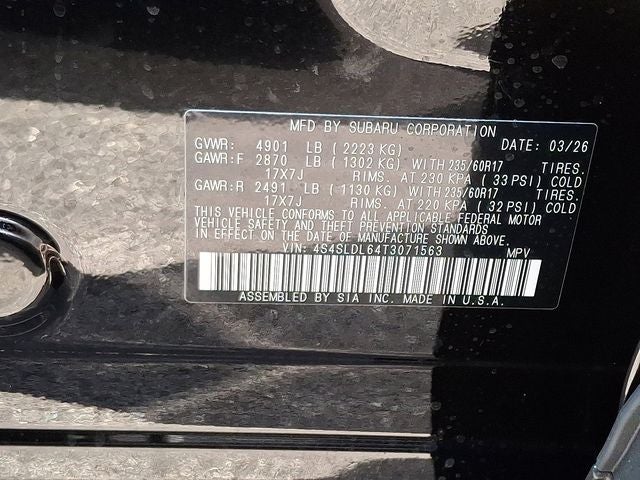 MFD BY SUBARU CORPORATION
GVWR: 4901 LB (2223 KG) DATE: 03/26
GAWR:F 2870 LB (1302 KG) WITH 235/60R17 TIRES.
17X7J RIMS. AT 230 KPA (33 PSI) COLD
GAWR:R 2491 LB (1130 KG) WITH 235/60R17 TIRES.
17X7J RIMS. AT 220 KPA (32 PSI) COLD
THIS VEHICLE CONFORMS TO ALL APPLICABLE FEDERAL MOTOR
VEHICLE SAFETY AND THEFT PREVENTION STANDARDS
IN EFFECT ON THE DATE OF MANUFACTURE SHOWN ABOVE.
VIN: 4S4SLDL64T3071563 MPV
ASSEMBLED BY SIA INC. MADE IN U.S.A.